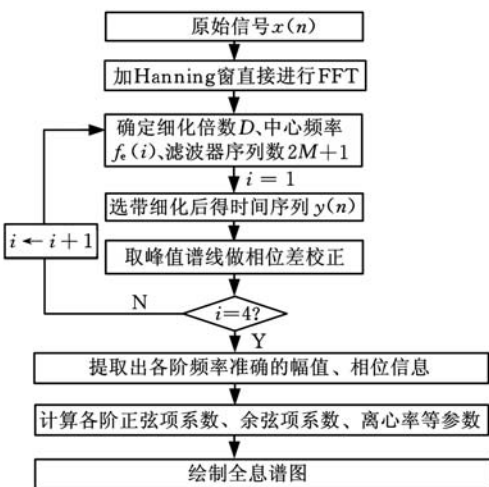 原始信号x(n)
加Hanning窗直接进行FFT
确定细化倍数D、中心频率
f_e(i)、滤波器序列数2M+1
i = 1
选带细化后得时间序列y(n)
i←i+1
取峰值谱线做相位差校正
N
i=4?
Y
提取出各阶频率准确的幅值、相位信息
计算各阶正弦项系数、余弦项系数、离心率等参数
绘制全息谱图